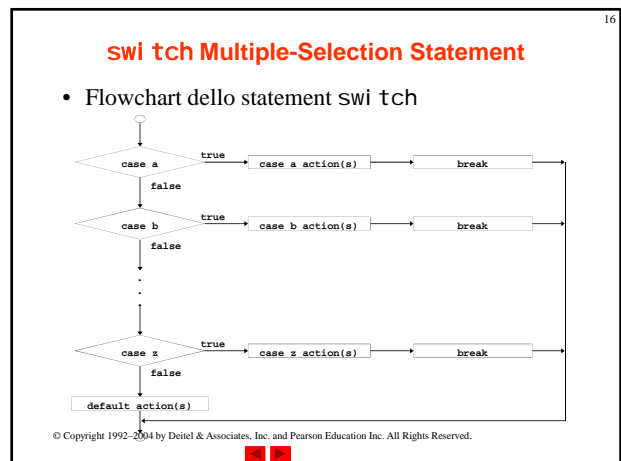 16
switch Multiple-Selection Statement
• Flowchart dello statement switch
case a
true
case a action(s)
break
false
case b
true
case b action(s)
break
false
.
.
.
case z
true
case z action(s)
break
false
default action(s)
© Copyright 1992–2004 by Deitel & Associates, Inc. and Pearson Education Inc. All Rights Reserved.